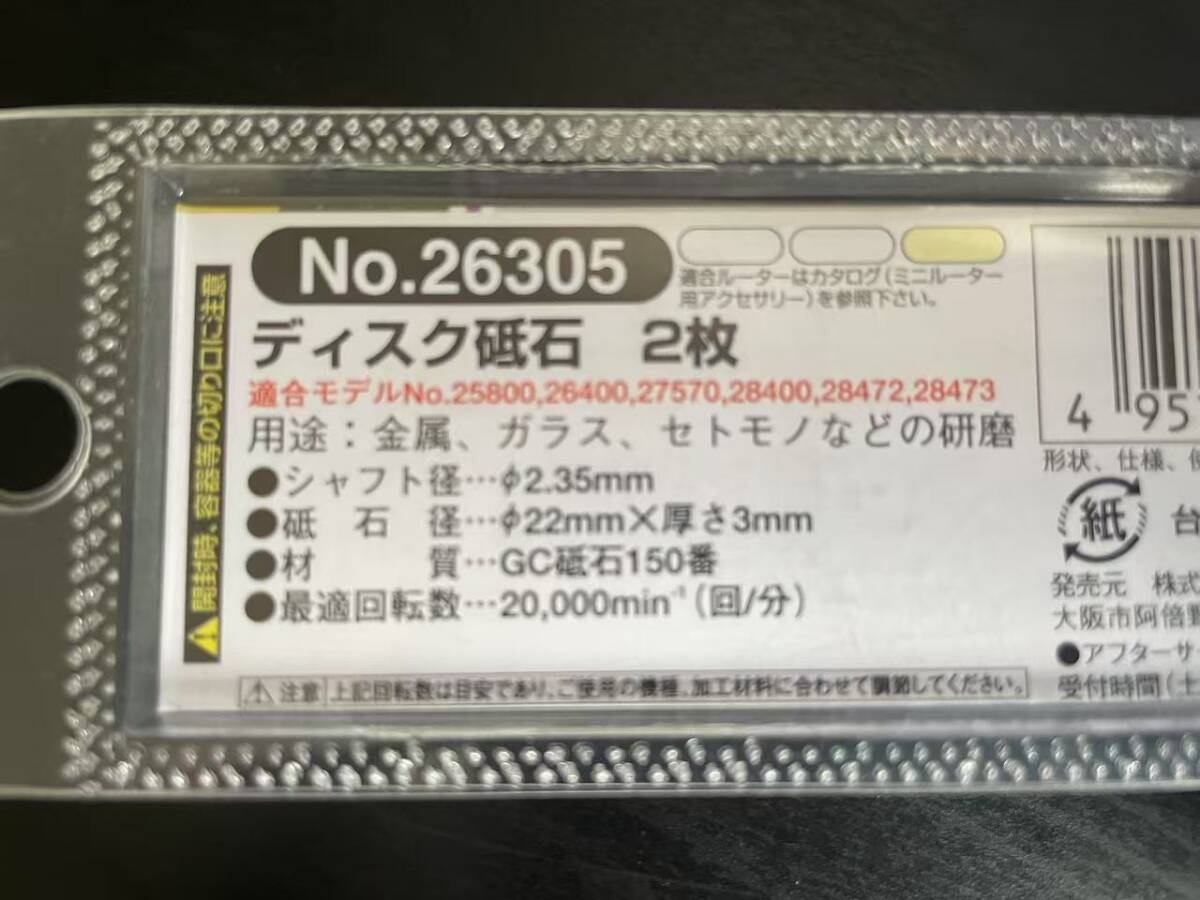 No.26305
適合ルーターはカタログ(ミニルーター
用アクセサリー)を参照下さい。
ディスク砥石 2枚
適合モデルNo.25800,26400,27570,28400,28472,28473
用途：金属、ガラス、セトモノなどの研磨
●シャフト径…φ2.35mm
●砥石径…φ22mm×厚さ3mm
●材質…GC砥石150番
●最適回転数…20,000min⁻¹(回/分)
⚠注意 上記回転数は目安であり、ご使用の機種、加工材料に合わせて調節してください。
⚠開封時、容器等の切り口に注意
4 95
形状、仕様、
紙 台
発売元 株式
大阪市阿倍野
●アフターサー
受付時間(土